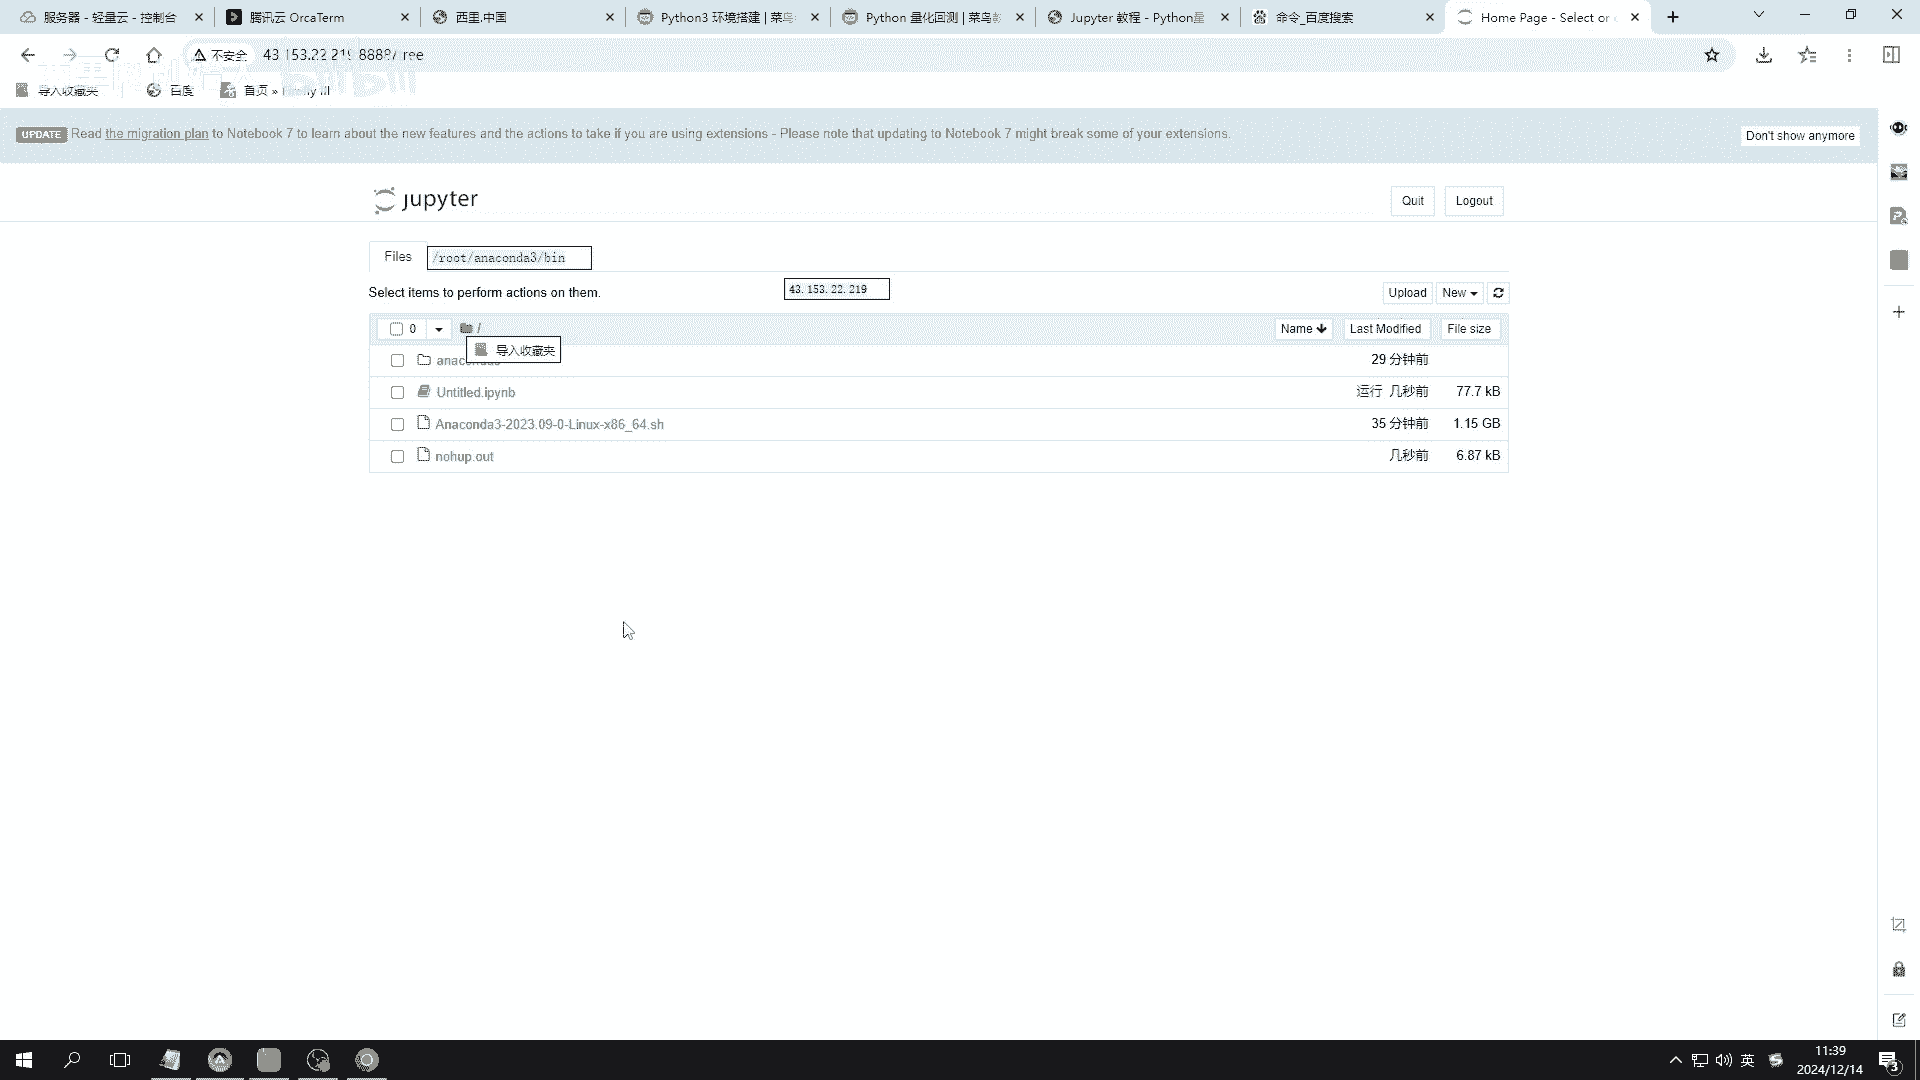 服务器 - 轻量云 - 控制台
腾讯云 OrcaTerm
西里.中国
Python3 环境搭建 | 菜鸟
Python 量化回测 | 菜鸟教
Jupyter 教程 - Python量
命令_百度搜索
Home Page - Select or
不安全
43.153.22.219:8888/tree
导入收藏夹
百度
首页 »
UPDATE Read the migration plan to Notebook 7 to learn about the new features and the actions to take if you are using extensions - Please note that updating to Notebook 7 might break some of your extensions.
Don't show anymore
jupyter
Quit
Logout
Files
/root/anaconda3/bin
Select items to perform actions on them.
43.153.22.219
Upload
New
0
/
Name
Last Modified
File size
导入收藏夹
29 分钟前
Untitled.ipynb
运行 几秒前
77.7 kB
Anaconda3-2023.09-0-Linux-x86_64.sh
35 分钟前
1.15 GB
nohup.out
几秒前
6.87 kB
英
11:39
2024/12/14
3